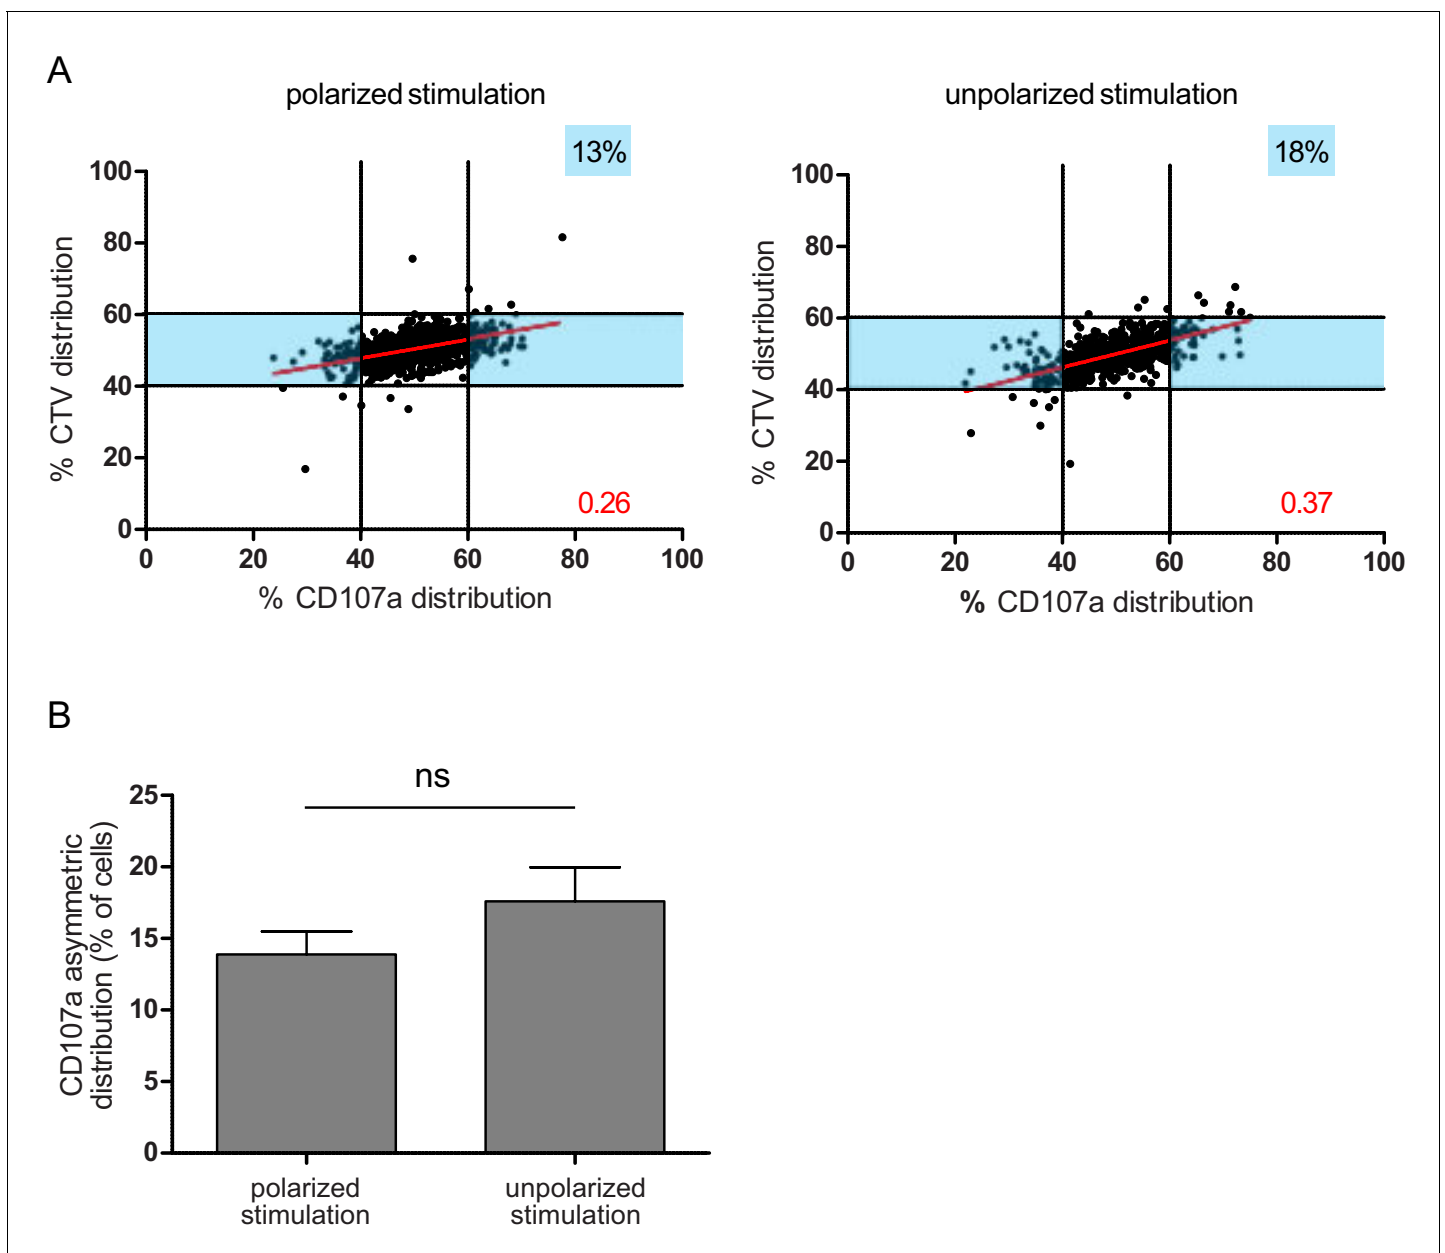 A
polarized stimulation
13%
100
80
60
40
20
0
% CTV distribution
0.26
0 20 40 60 80 100
% CD107a distribution
unpolarized stimulation
18%
100
80
60
40
20
0
% CTV distribution
0.37
0 20 40 60 80 100
% CD107a distribution
B
ns
25
20
15
10
5
0
CD107a asymmetric
distribution (% of cells)
polarized
stimulation
unpolarized
stimulation